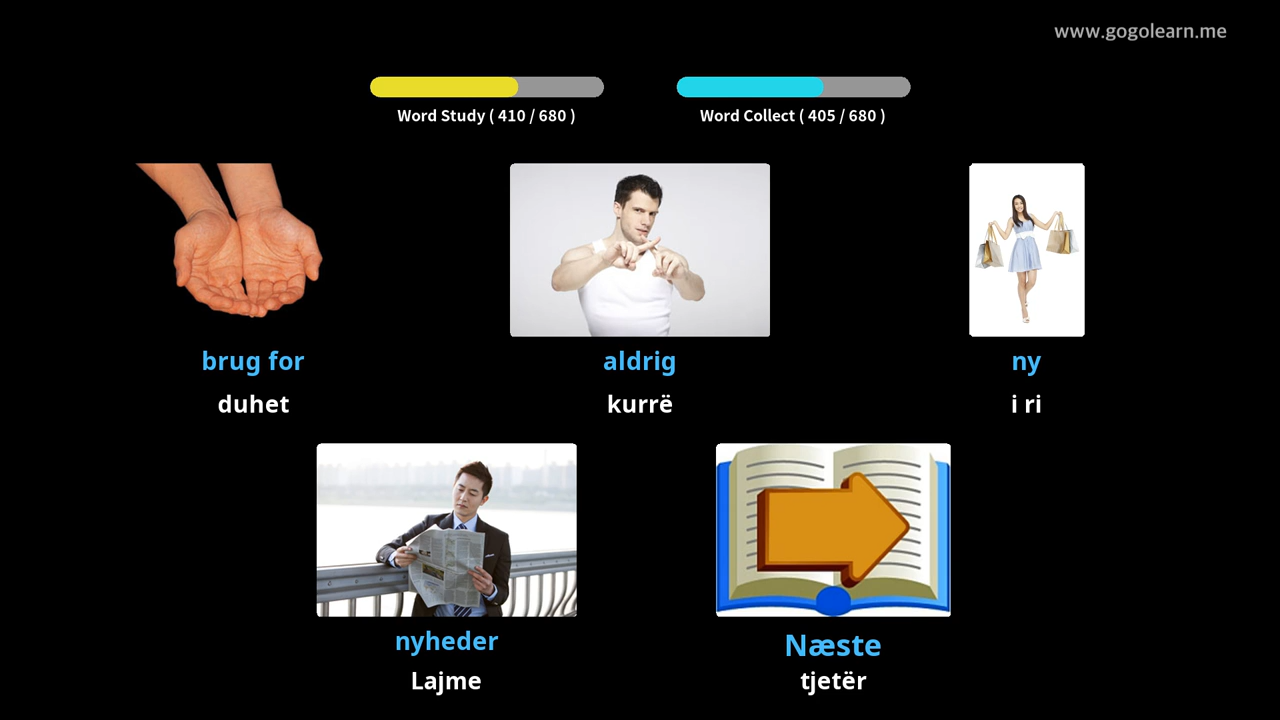 www.gogolearn.me
Word Study ( 410 / 680 )
Word Collect ( 405 / 680 )
brug for
duhet
aldrig
kurrë
ny
i ri
nyheder
Lajme
Næste
tjetër